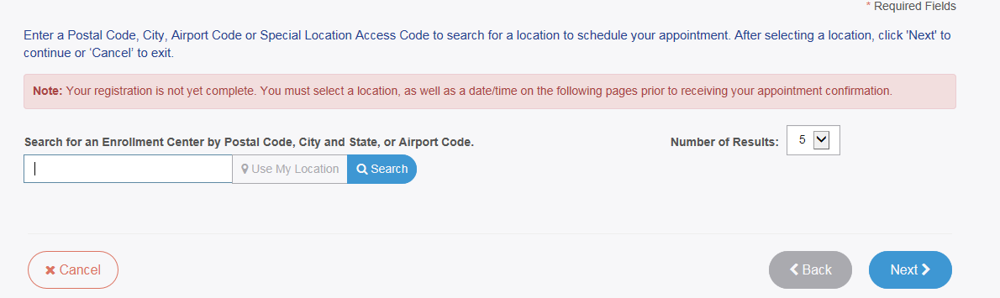 * Required Fields
Enter a Postal Code, City, Airport Code or Special Location Access Code to search for a location to schedule your appointment. After selecting a location, click 'Next' to
continue or ‘Cancel’ to exit.
Note: Your registration is not yet complete. You must select a location, as well as a date/time on the following pages prior to receiving your appointment confirmation.
Search for an Enrollment Center by Postal Code, City and State, or Airport Code.
Number of Results: 5
Use My Location Search
Cancel
Back Next